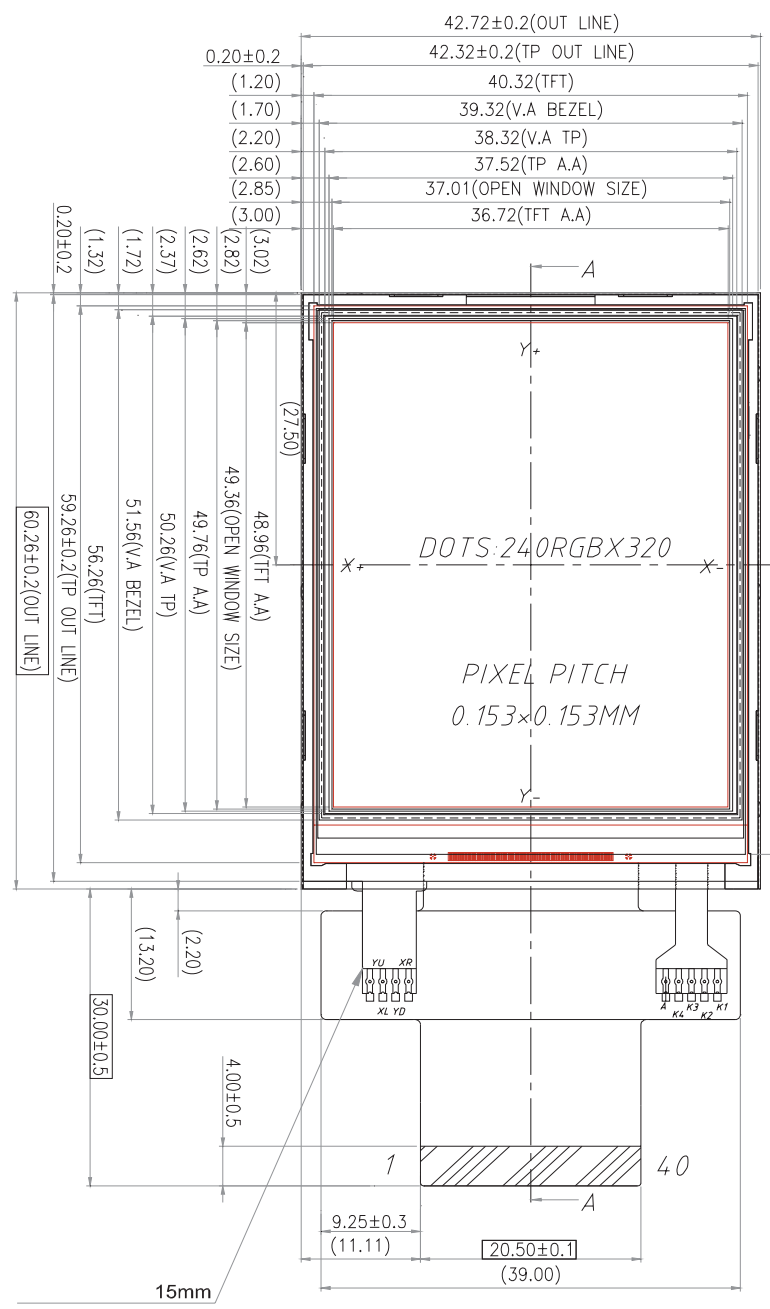 42.72±0.2(OUT LINE)
0.20±0.2
42.32±0.2(TP OUT LINE)
(1.20)
40.32(TFT)
(1.70)
39.32(V.A BEZEL)
(2.20)
38.32(V.A TP)
(2.60)
37.52(TP A.A)
(2.85)
37.01(OPEN WINDOW SIZE)
(3.00)
36.72(TFT A.A)
0.20±0.2
(1.32)
(1.72)
(2.37)
(2.62)
(2.82)
(3.02)
A
Y+
(27.50)
60.26±0.2(OUT LINE)
59.26±0.2(TP OUT LINE)
56.26(TFT)
51.56(V.A BEZEL)
50.26(V.A TP)
49.76(TP A.A)
49.36(OPEN WINDOW SIZE)
48.96(TFT A.A)
DOTS:240RGBX320
X+
X-
PIXEL PITCH
0.153×0.153MM
Y-
(13.20)
(2.20)
YU XR
XL YD
A K3 K1
K4 K2
30.00±0.5
4.00±0.5
1
40
A
9.25±0.3
(11.11)
20.50±0.1
(39.00)
15mm